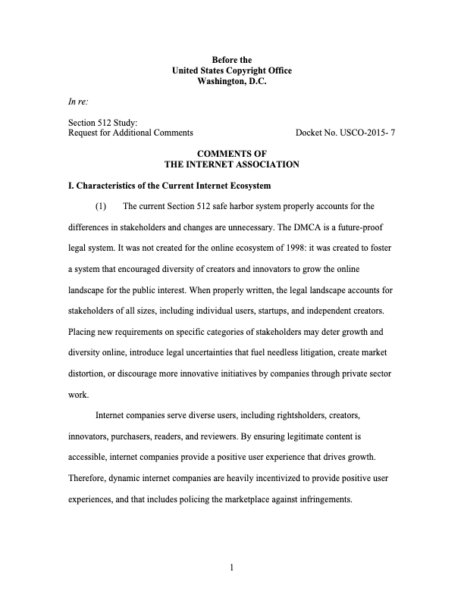 Before the
United States Copyright Office
Washington, D.C.
In re:
Section 512 Study:
Request for Additional Comments Docket No. USCO-2015- 7
COMMENTS OF
THE INTERNET ASSOCIATION
I. Characteristics of the Current Internet Ecosystem
(1) The current Section 512 safe harbor system properly accounts for the
differences in stakeholders and changes are unnecessary. The DMCA is a future-proof
legal system. It was not created for the online ecosystem of 1998: it was created to foster
a system that encouraged diversity of creators and innovators to grow the online
landscape for the public interest. When properly written, the legal landscape accounts for
stakeholders of all sizes, including individual users, startups, and independent creators.
Placing new requirements on specific categories of stakeholders may deter growth and
diversity online, introduce legal uncertainties that fuel needless litigation, create market
distortion, or discourage more innovative initiatives by companies through private sector
work.
Internet companies serve diverse users, including rightsholders, creators,
innovators, purchasers, readers, and reviewers. By ensuring legitimate content is
accessible, internet companies provide a positive user experience that drives growth.
Therefore, dynamic internet companies are heavily incentivized to provide positive user
experiences, and that includes policing the marketplace against infringements.
1